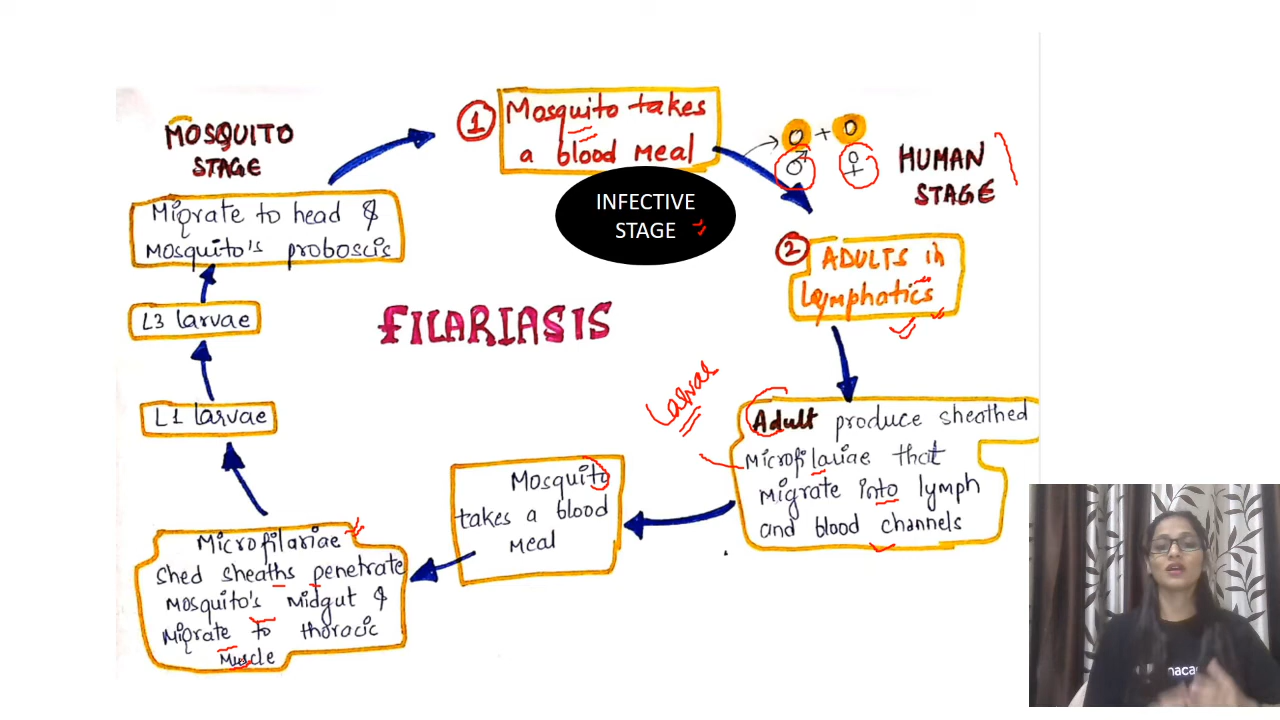 MOSQUITO
STAGE
1
Mosquito takes
a blood Meal
INFECTIVE
STAGE
O + O
♂ ♀
HUMAN
STAGE
2
ADULTS in
Lymphatics
Adult produce sheathed
Microfilariae that
Migrate into lymph
and blood channels
Larvae
Mosquito
takes a blood
Meal
Microfilariae
shed sheaths penetrate
Mosquito's Midgut &
Migrate to thoracic
Muscle
L1 larvae
L3 larvae
Migrate to head &
Mosquito's proboscis
FILARIASIS